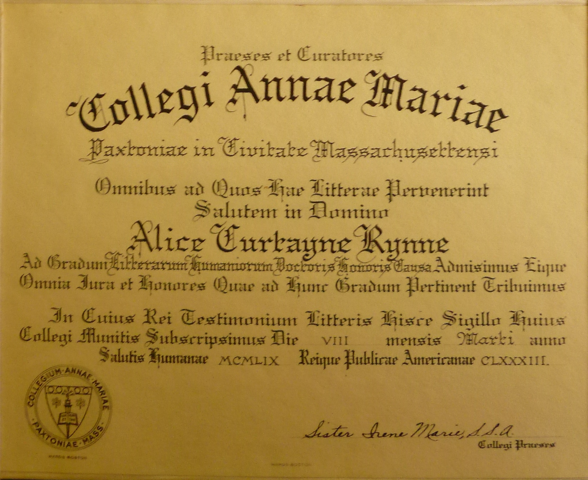 Praeses et Curatores
Collegi Annae Mariae
Paxtoniae in Civitate Massachusettensi
Omnibus ad Quos Hae Litterae Pervenerint
Salutem in Domino
Alice Curtayne Rynne
Ad Gradum Litterarum Humaniorum Doctoris Honoris Causa Admisimus Eique
Omnia Jura et Honores Quae ad Hunc Gradum Pertinent Tribuimus
In Cuius Rei Testimonium Litteris Hisce Sigillo Huius
Collegi Munitis Subscripsimus Die VIII mensis Martii anno
Salutis Humanae MCMLIX Reique Publicae Americanae CLXXXIII.
COLLEGIUM·ANNAE·MARIAE
·PAXTONIAE·MASS·
Sister Irene Marie, S.S.A.
Collegi Praeses